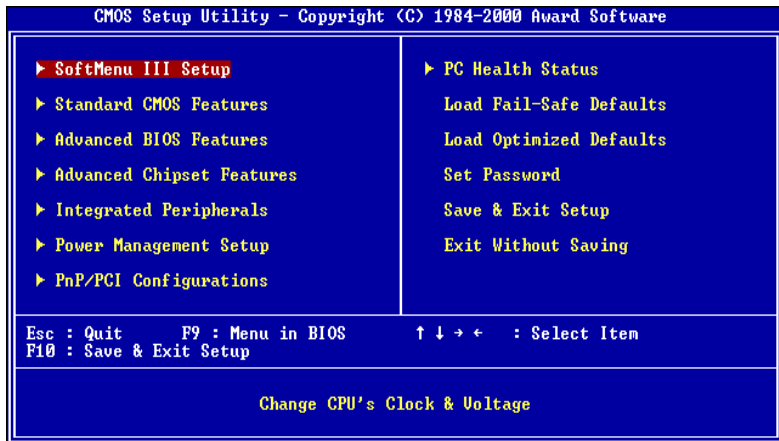 CMOS Setup Utility - Copyright (C) 1984-2000 Award Software
▶ SoftMenu III Setup
▶ Standard CMOS Features
▶ Advanced BIOS Features
▶ Advanced Chipset Features
▶ Integrated Peripherals
▶ Power Management Setup
▶ PnP/PCI Configurations
▶ PC Health Status
Load Fail-Safe Defaults
Load Optimized Defaults
Set Password
Save & Exit Setup
Exit Without Saving
Esc : Quit F9 : Menu in BIOS ↑ ↓ → ← : Select Item
F10 : Save & Exit Setup
Change CPU's Clock & Voltage